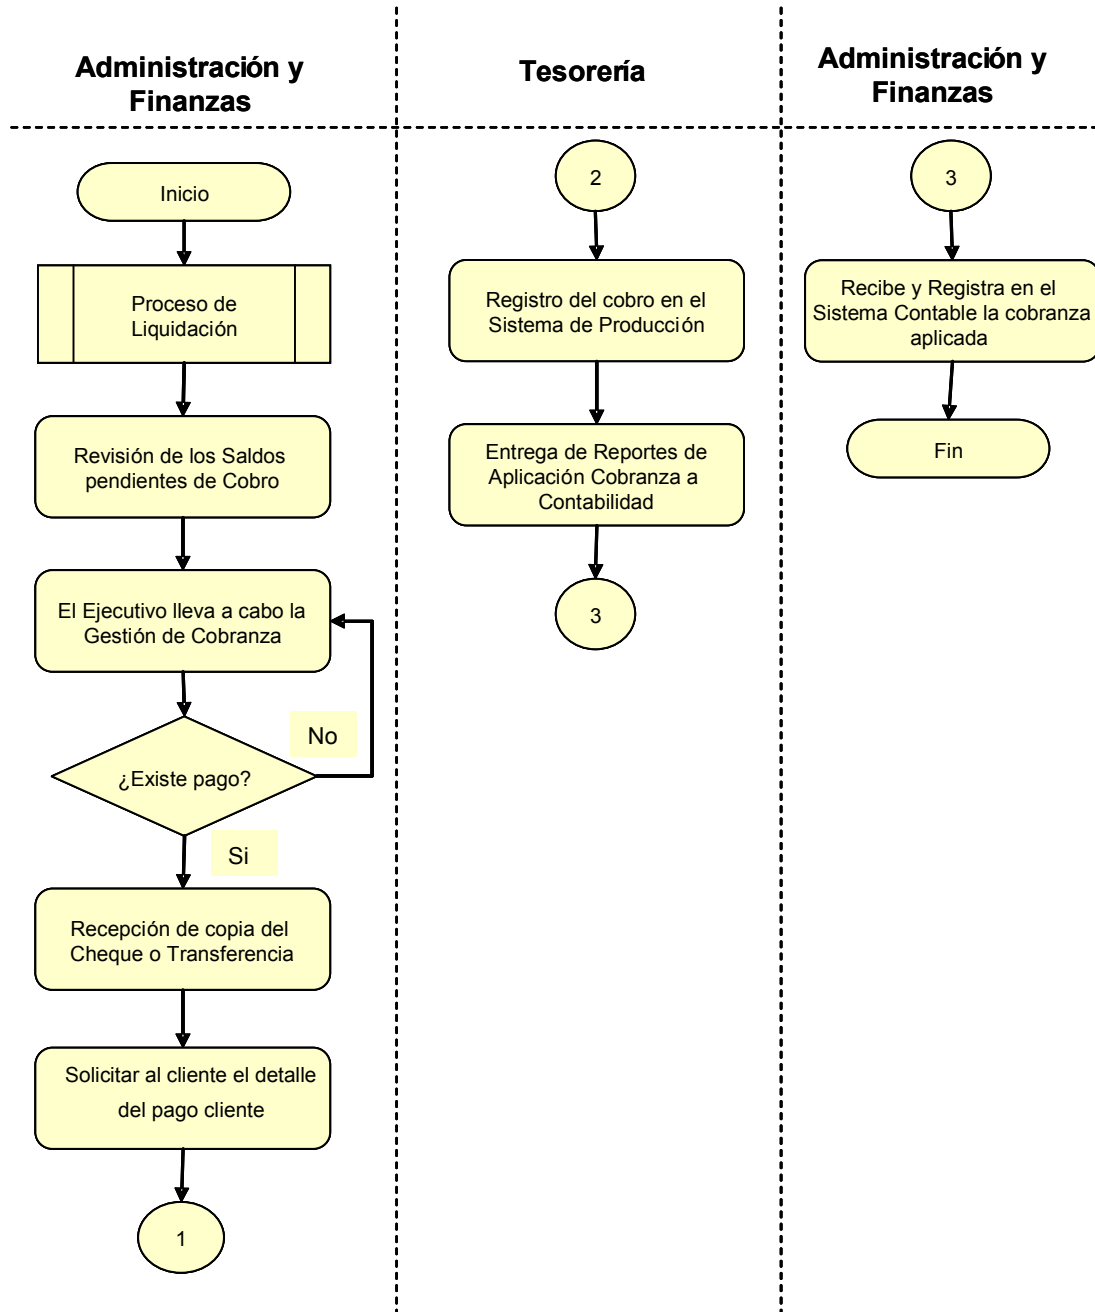 Administración y
Finanzas
Inicio
Proceso de
Liquidación
Revisión de los Saldos
pendientes de Cobro
El Ejecutivo lleva a cabo la
Gestión de Cobranza
No
¿Existe pago?
Si
Recepción de copia del
Cheque o Transferencia
Solicitar al cliente el detalle
del pago cliente
1
Tesorería
2
Registro del cobro en el
Sistema de Producción
Entrega de Reportes de
Aplicación Cobranza a
Contabilidad
3
Administración y
Finanzas
3
Recibe y Registra en el
Sistema Contable la cobranza
aplicada
Fin